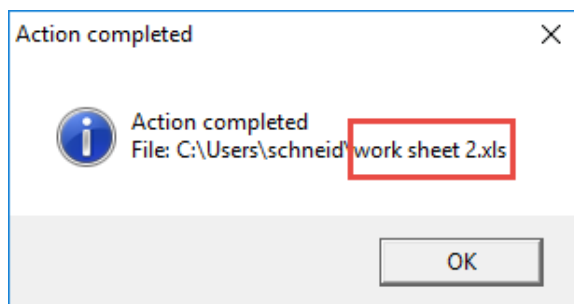 Action completed
Action completed
File: C:\Users\schneid\work sheet 2.xls
OK